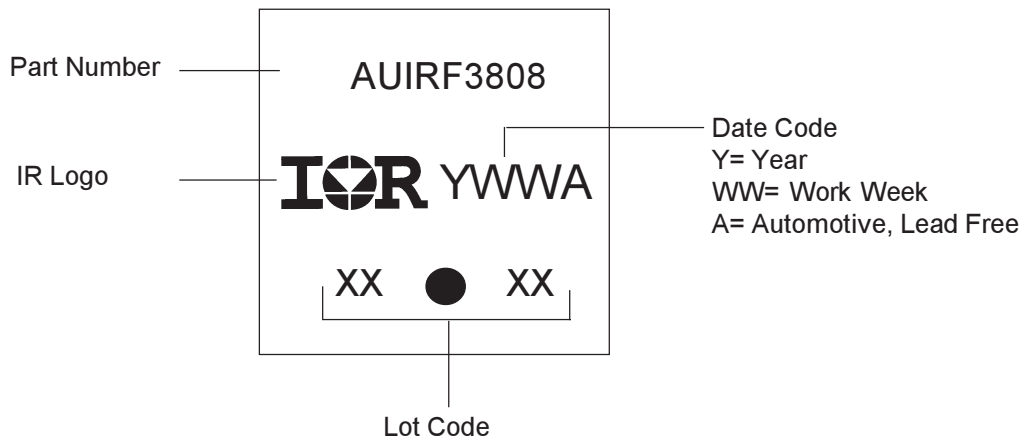 Part Number
AUIRF3808
IR Logo
IOR YWWA
Date Code
Y= Year
WW= Work Week
A= Automotive, Lead Free
XX ● XX
Lot Code